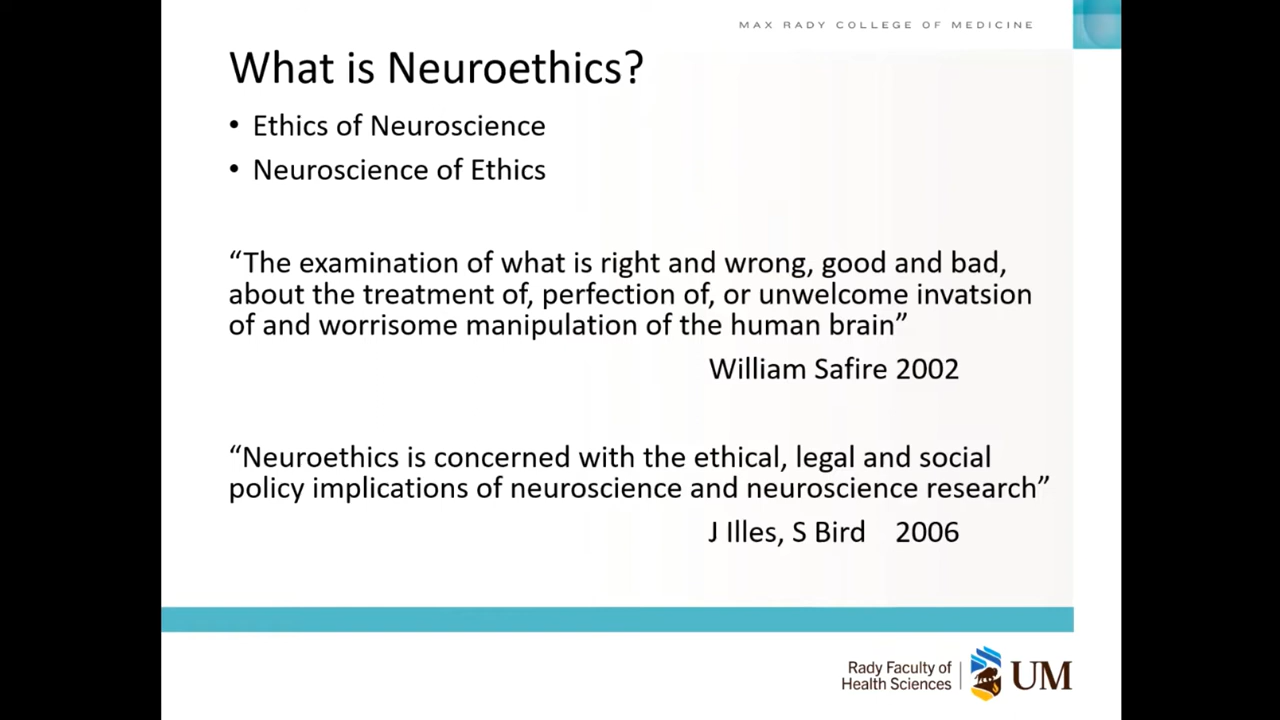 MAX RADY COLLEGE OF MEDICINE
What is Neuroethics?
• Ethics of Neuroscience
• Neuroscience of Ethics
“The examination of what is right and wrong, good and bad,
about the treatment of, perfection of, or unwelcome invatsion
of and worrisome manipulation of the human brain”
William Safire 2002
“Neuroethics is concerned with the ethical, legal and social
policy implications of neuroscience and neuroscience research”
J Illes, S Bird 2006
Rady Faculty of
Health Sciences
UM